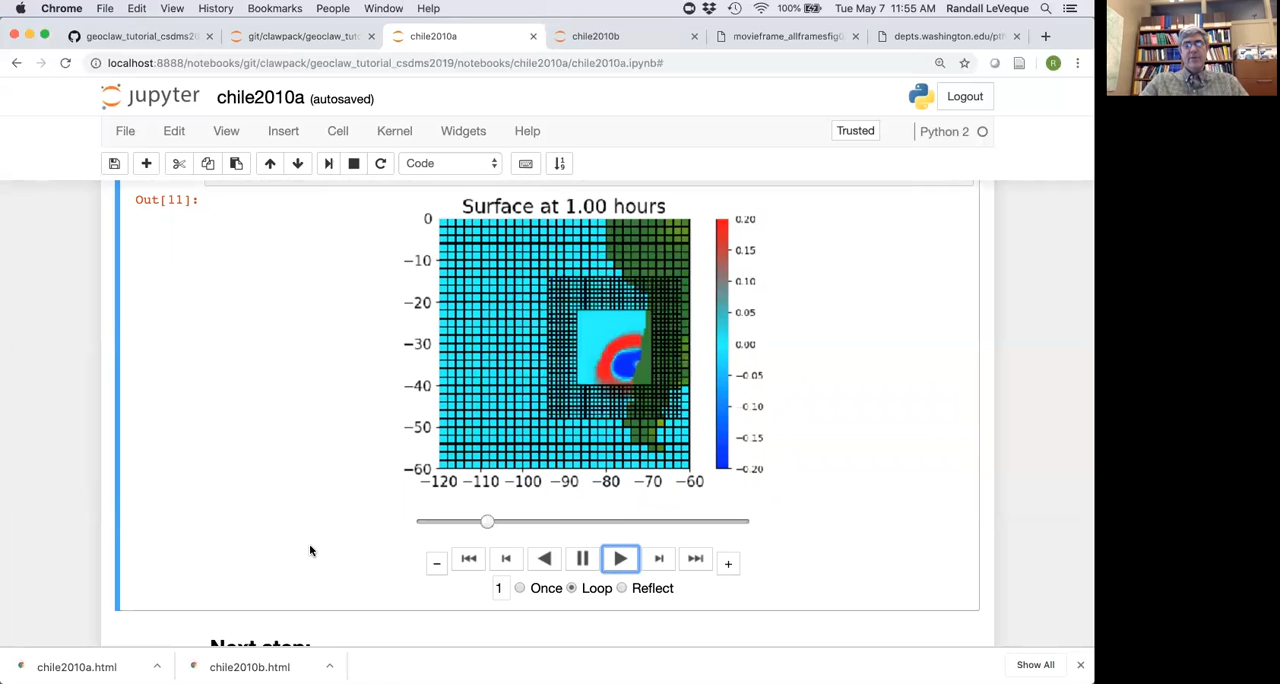 Chrome File Edit View History Bookmarks People Window Help 100% Tue May 7 11:55 AM Randall LeVeque
geoclaw_tutorial_csdms20 git/clawpack/geoclaw_tuto chile2010a chile2010b movieframe_allframesfig0. depts.washington.edu/pt
localhost:8888/notebooks/git/clawpack/geoclaw_tutorial_csdms2019/notebooks/chile2010a/chile2010a.ipynb#
R
jupyter chile2010a (autosaved) Logout
File Edit View Insert Cell Kernel Widgets Help Trusted Python 2
Code
Out[11]:
Surface at 1.00 hours
0
−10
−20
−30
−40
−50
−60
−120 −110 −100 −90 −80 −70 −60
0.20
0.15
0.10
0.05
0.00
−0.05
−0.10
−0.15
−0.20
− +
1 Once Loop Reflect
Next step:
chile2010a.html chile2010b.html Show All